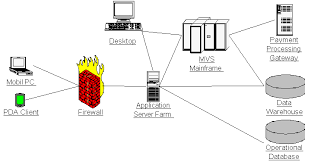 Desktop
MVS
Mainframe
Payment
Processing
Gateway
Mobil PC
PDA Client
Firewall
Application
Server Farm
Data
Warehouse
Operational
Database